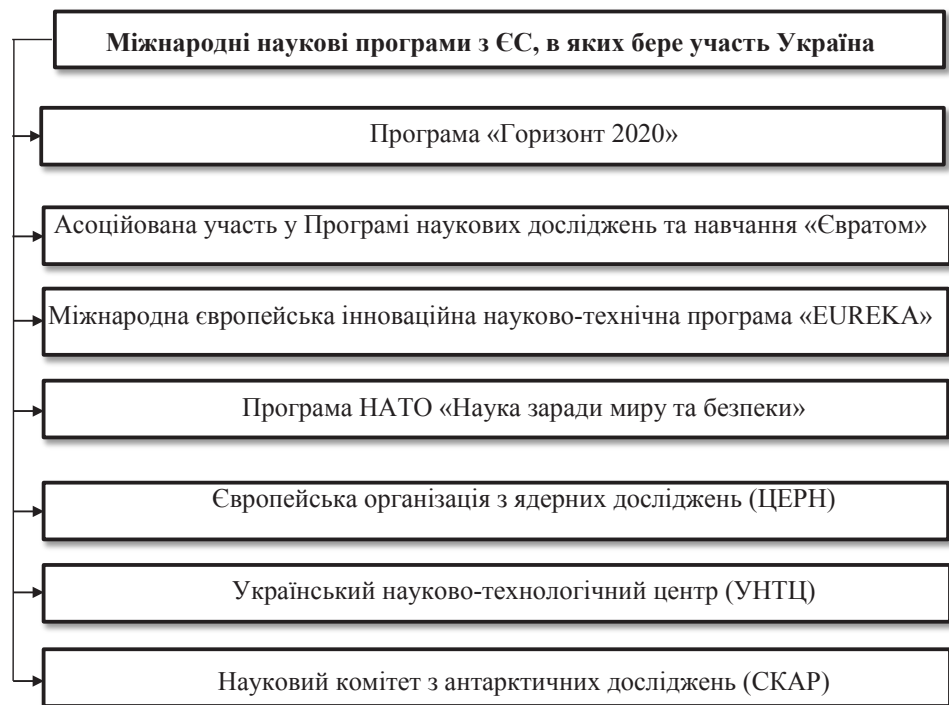 Міжнародні наукові програми з ЄС, в яких бере участь Україна
Програма «Горизонт 2020»
Асоційована участь у Програмі наукових досліджень та навчання «Євратом»
Міжнародна європейська інноваційна науково-технічна програма «EUREKA»
Програма НАТО «Наука заради миру та безпеки»
Європейська організація з ядерних досліджень (ЦЕРН)
Український науково-технологічний центр (УНТЦ)
Науковий комітет з антарктичних досліджень (СКАР)